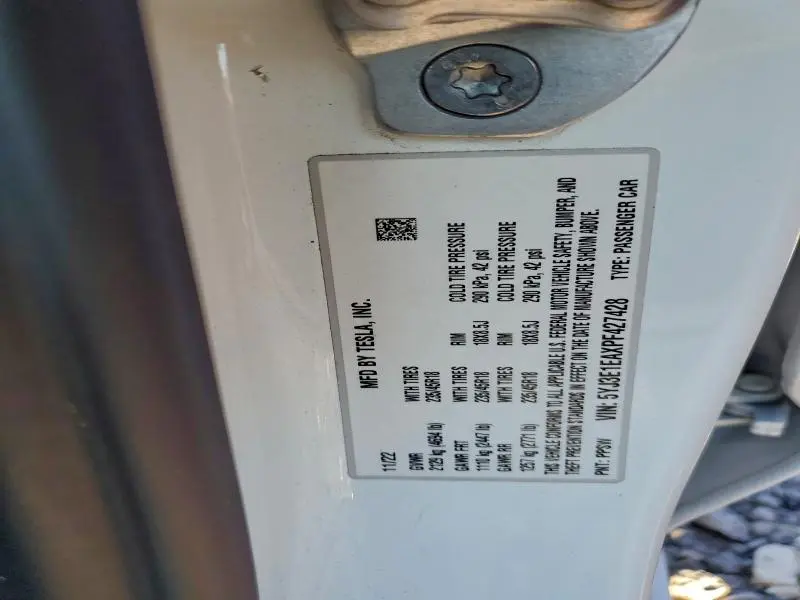 MFD BY TESLA, INC.
11/22
GVWR WITH TIRES
2129 kg (4694 lb) 235/45R18
GAWR FRT WITH TIRES RIM COLD TIRE PRESSURE
1110 kg (2447 lb) 235/45R18 18X8.5J 290 kPa, 42 psi
GAWR RR WITH TIRES RIM COLD TIRE PRESSURE
1257 kg (2771 lb) 235/45R18 18X8.5J 290 kPa, 42 psi
THIS VEHICLE CONFORMS TO ALL APPLICABLE U.S. FEDERAL MOTOR VEHICLE SAFETY, BUMPER, AND
THEFT PREVENTION STANDARDS IN EFFECT ON THE DATE OF MANUFACTURE SHOWN ABOVE.
PNT: PPSW VIN: 5YJ3E1EAXPF427428 TYPE: PASSENGER CAR